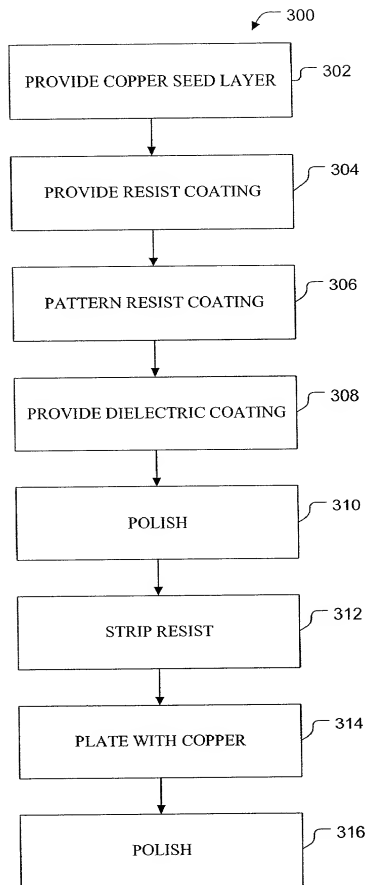 300
PROVIDE COPPER SEED LAYER
302
PROVIDE RESIST COATING
304
PATTERN RESIST COATING
306
PROVIDE DIELECTRIC COATING
308
POLISH
310
STRIP RESIST
312
PLATE WITH COPPER
314
POLISH
316